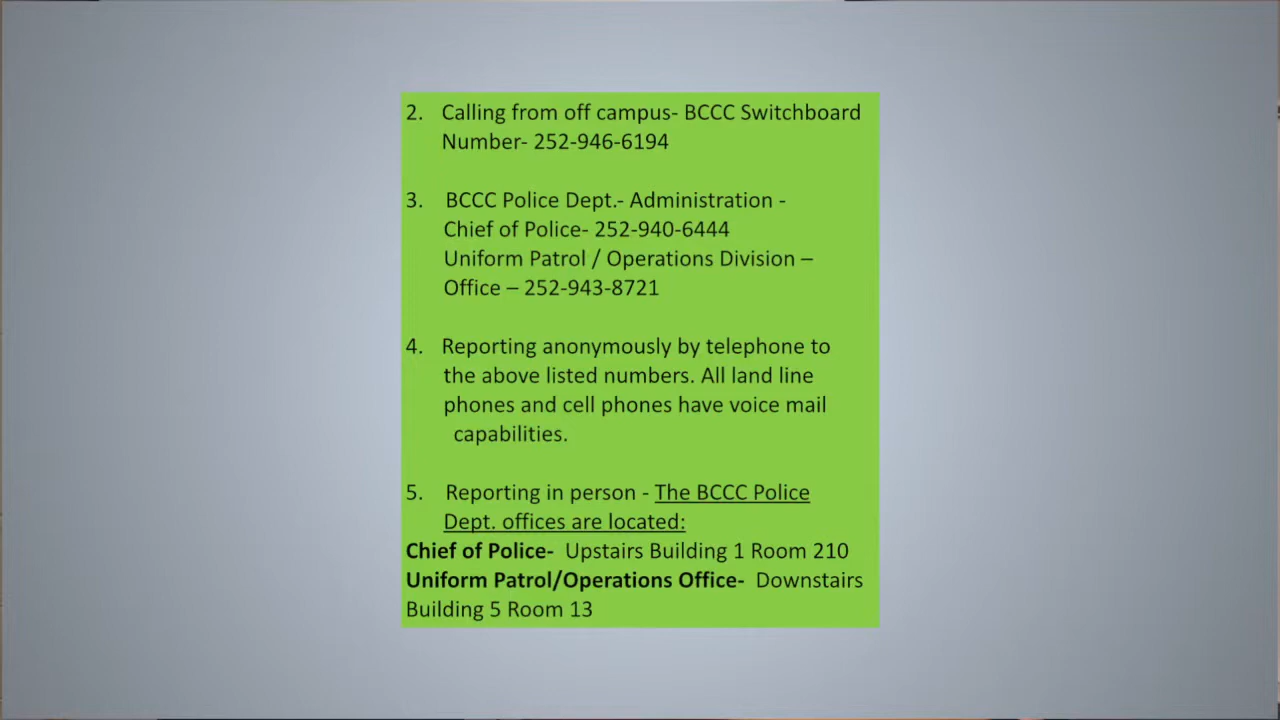 2. Calling from off campus- BCCC Switchboard
Number- 252-946-6194
3. BCCC Police Dept.- Administration -
Chief of Police- 252-940-6444
Uniform Patrol / Operations Division –
Office – 252-943-8721
4. Reporting anonymously by telephone to
the above listed numbers. All land line
phones and cell phones have voice mail
capabilities.
5. Reporting in person - The BCCC Police
Dept. offices are located:
Chief of Police- Upstairs Building 1 Room 210
Uniform Patrol/Operations Office- Downstairs
Building 5 Room 13